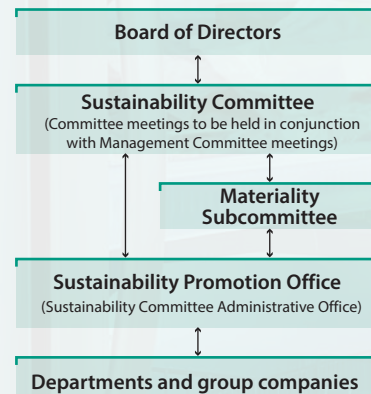 Board of Directors
Sustainability Committee
(Committee meetings to be held in conjunction
with Management Committee meetings)
Materiality
Subcommittee
Sustainability Promotion Office
(Sustainability Committee Administrative Office)
Departments and group companies